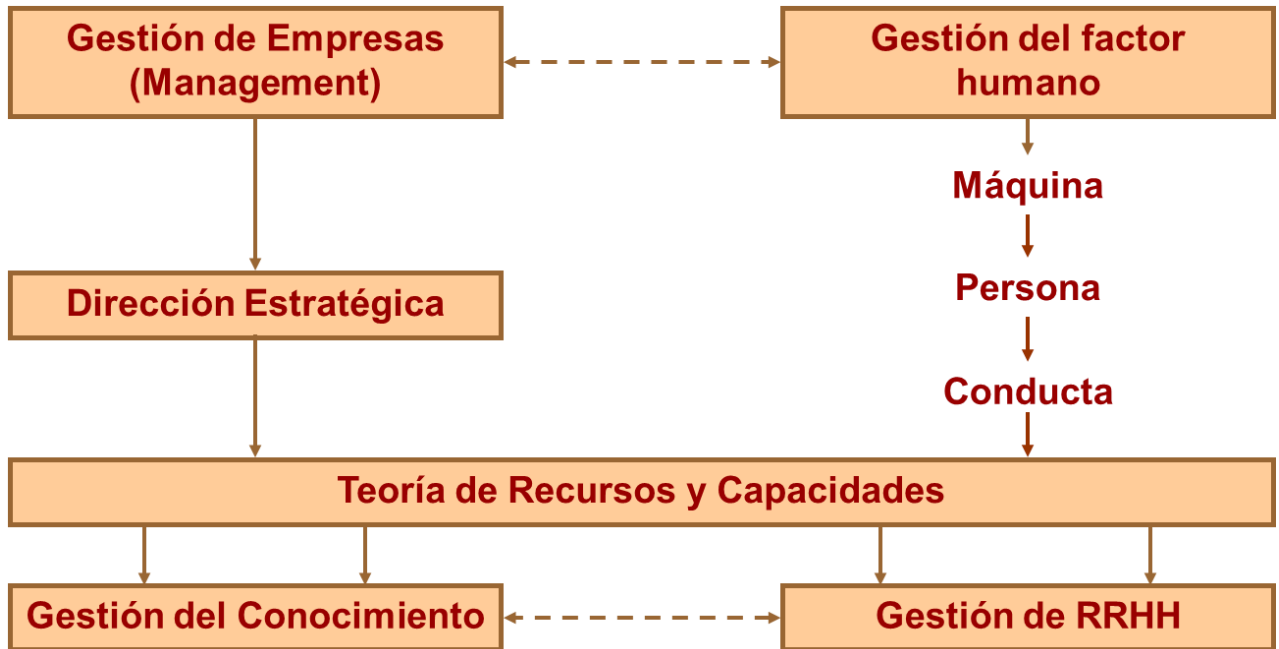 Gestión de Empresas
(Management)
Gestión del factor
humano
Máquina
Persona
Dirección Estratégica
Conducta
Teoría de Recursos y Capacidades
Gestión del Conocimiento
Gestión de RRHH